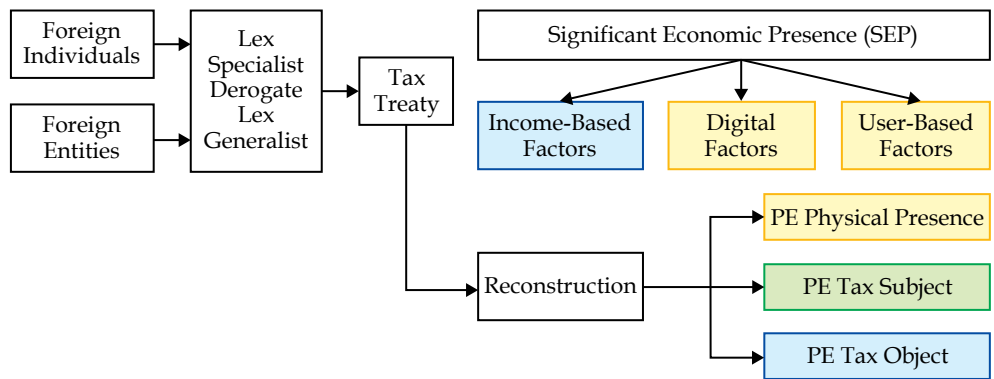 Foreign
Individuals
Foreign
Entities
Lex
Specialist
Derogate
Lex
Generalist
Tax
Treaty
Significant Economic Presence (SEP)
Income-Based
Factors
Digital
Factors
User-Based
Factors
Reconstruction
PE Physical Presence
PE Tax Subject
PE Tax Object